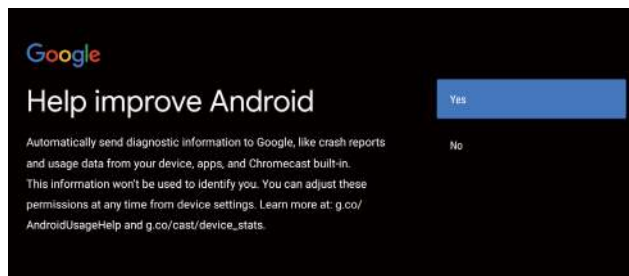 Google
Help improve Android
Automatically send diagnostic information to Google, like crash reports
and usage data from your device, apps, and Chromecast built-in.
This information won't be used to identify you. You can adjust these
permissions at any time from device settings. Learn more at: g.co/
AndroidUsageHelp and g.co/cast/device_stats.
Yes
No